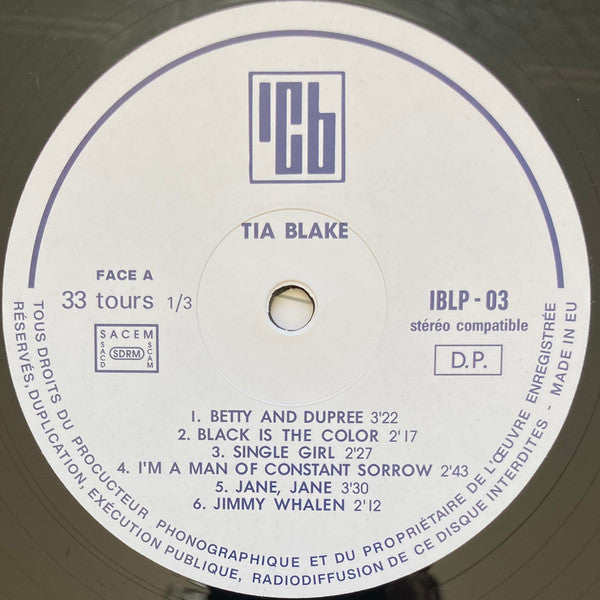 ICb
TIA BLAKE
FACE A
33 tours 1/3
SACEM
SACD
SDRM
SCAM
IBLP - 03
stéréo compatible
D.P.
1. BETTY AND DUPREE 3'22
2. BLACK IS THE COLOR 2'17
3. SINGLE GIRL 2'27
4. I'M A MAN OF CONSTANT SORROW 2'43
5. JANE, JANE 3'30
6. JIMMY WHALEN 2'12
TOUS DROITS DU PROCUCTEUR PHONOGRAPHIQUE ET DU PROPRIÉTAIRE DE L'ŒUVRE ENREGISTRÉE
RÉSERVÉS, DUPLICATION, EXÉCUTION PUBLIQUE, RADIODIFFUSION DE CE DISQUE INTERDITES - MADE IN EU